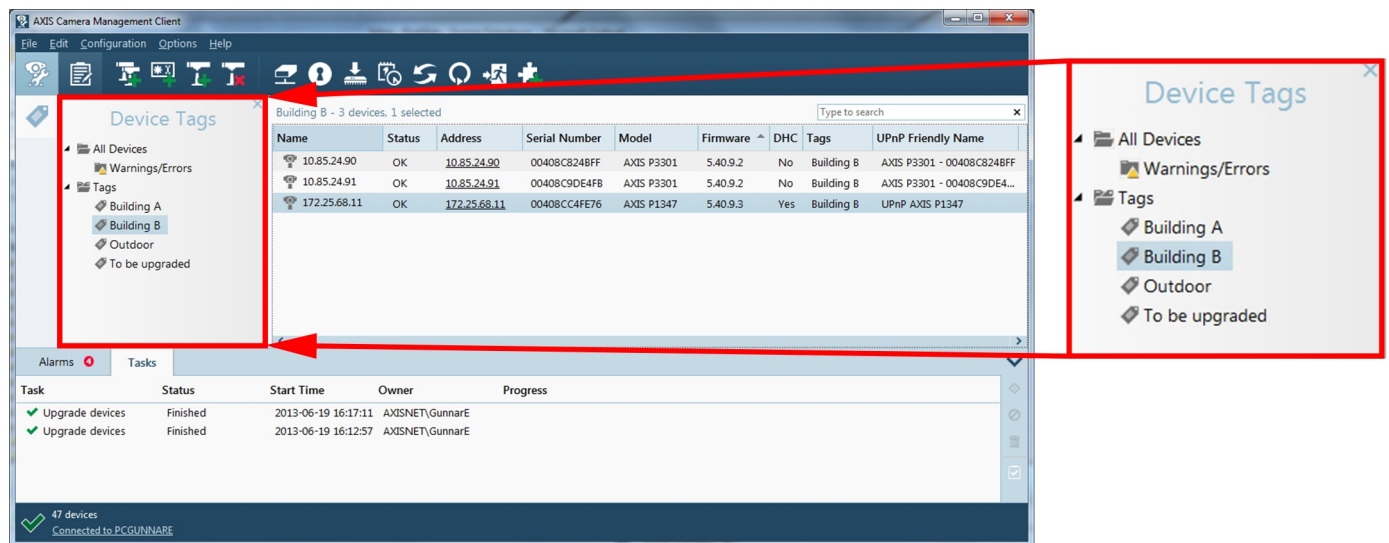 AXIS Camera Management Client
File Edit Configuration Options Help
Device Tags
All Devices
Warnings/Errors
Tags
Building A
Building B
Outdoor
To be upgraded
Building B - 3 devices, 1 selected
Type to search
Name Status Address Serial Number Model Firmware DHC Tags UPnP Friendly Name
10.85.24.90 OK 10.85.24.90 00408C824BFF AXIS P3301 5.40.9.2 No Building B AXIS P3301 - 00408C824BFF
10.85.24.91 OK 10.85.24.91 00408C9DE4FB AXIS P3301 5.40.9.2 No Building B AXIS P3301 - 00408C9DE4...
172.25.68.11 OK 172.25.68.11 00408CC4FE76 AXIS P1347 5.40.9.3 Yes Building B UPnP AXIS P1347
Alarms 4 Tasks
Task Status Start Time Owner Progress
Upgrade devices Finished 2013-06-19 16:17:11 AXISNET\GunnarE
Upgrade devices Finished 2013-06-19 16:12:57 AXISNET\GunnarE
47 devices
Connected to PCGUNNARE
Device Tags
All Devices
Warnings/Errors
Tags
Building A
Building B
Outdoor
To be upgraded